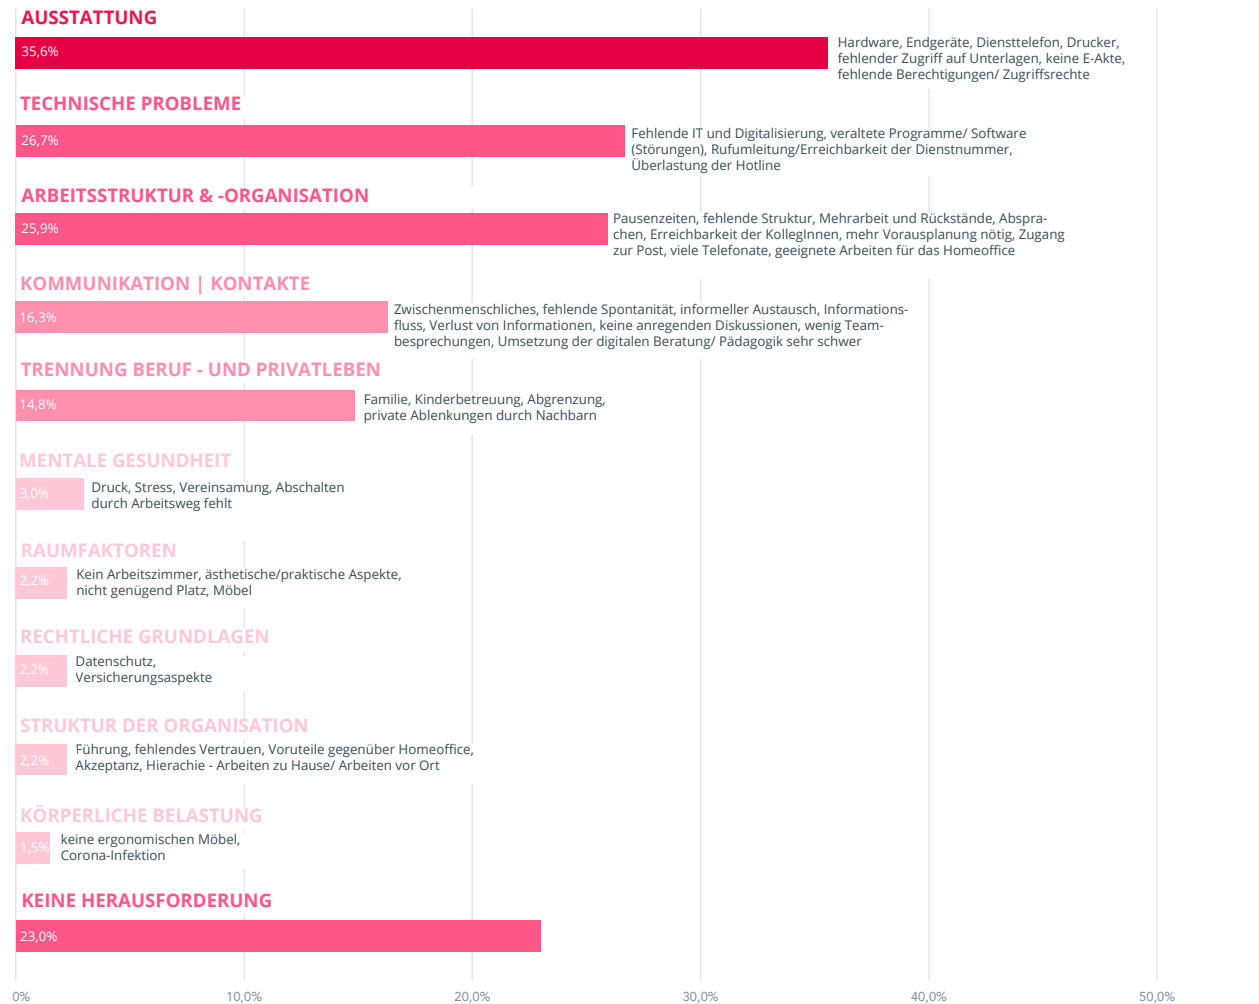 AUSSTATTUNG
35,6%
Hardware, Endgeräte, Diensttelefon, Drucker,
fehlender Zugriff auf Unterlagen, keine E-Akte,
fehlende Berechtigungen/ Zugriffsrechte
TECHNISCHE PROBLEME
26,7%
Fehlende IT und Digitalisierung, veraltete Programme/ Software
(Störungen), Rufumleitung/Erreichbarkeit der Dienstnummer,
Überlastung der Hotline
ARBEITSSTRUKTUR & -ORGANISATION
25,9%
Pausenzeiten, fehlende Struktur, Mehrarbeit und Rückstände, Abspra-
chen, Erreichbarkeit der KollegInnen, mehr Vorausplanung nötig, Zugang
zur Post, viele Telefonate, geeignete Arbeiten für das Homeoffice
KOMMUNIKATION | KONTAKTE
16,3%
Zwischenmenschliches, fehlende Spontanität, informeller Austausch, Informations-
fluss, Verlust von Informationen, keine anregenden Diskussionen, wenig Team-
besprechungen, Umsetzung der digitalen Beratung/ Pädagogik sehr schwer
TRENNUNG BERUF - UND PRIVATLEBEN
14,8%
Familie, Kinderbetreuung, Abgrenzung,
private Ablenkungen durch Nachbarn
MENTALE GESUNDHEIT
3,0%
Druck, Stress, Vereinsamung, Abschalten
durch Arbeitsweg fehlt
RAUMFAKTOREN
2,2%
Kein Arbeitszimmer, ästhetische/praktische Aspekte,
nicht genügend Platz, Möbel
RECHTLICHE GRUNDLAGEN
2,2%
Datenschutz,
Versicherungsaspekte
STRUKTUR DER ORGANISATION
2,2%
Führung, fehlendes Vertrauen, Voruteile gegenüber Homeoffice,
Akzeptanz, Hierachie - Arbeiten zu Hause/ Arbeiten vor Ort
KÖRPERLICHE BELASTUNG
1,5%
keine ergonomischen Möbel,
Corona-Infektion
KEINE HERAUSFORDERUNG
23,0%
0% 10,0% 20,0% 30,0% 40,0% 50,0%